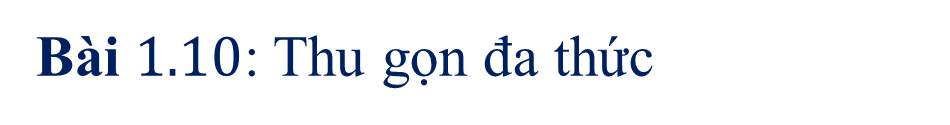 Bài 1.10: Thu gọn đa thức